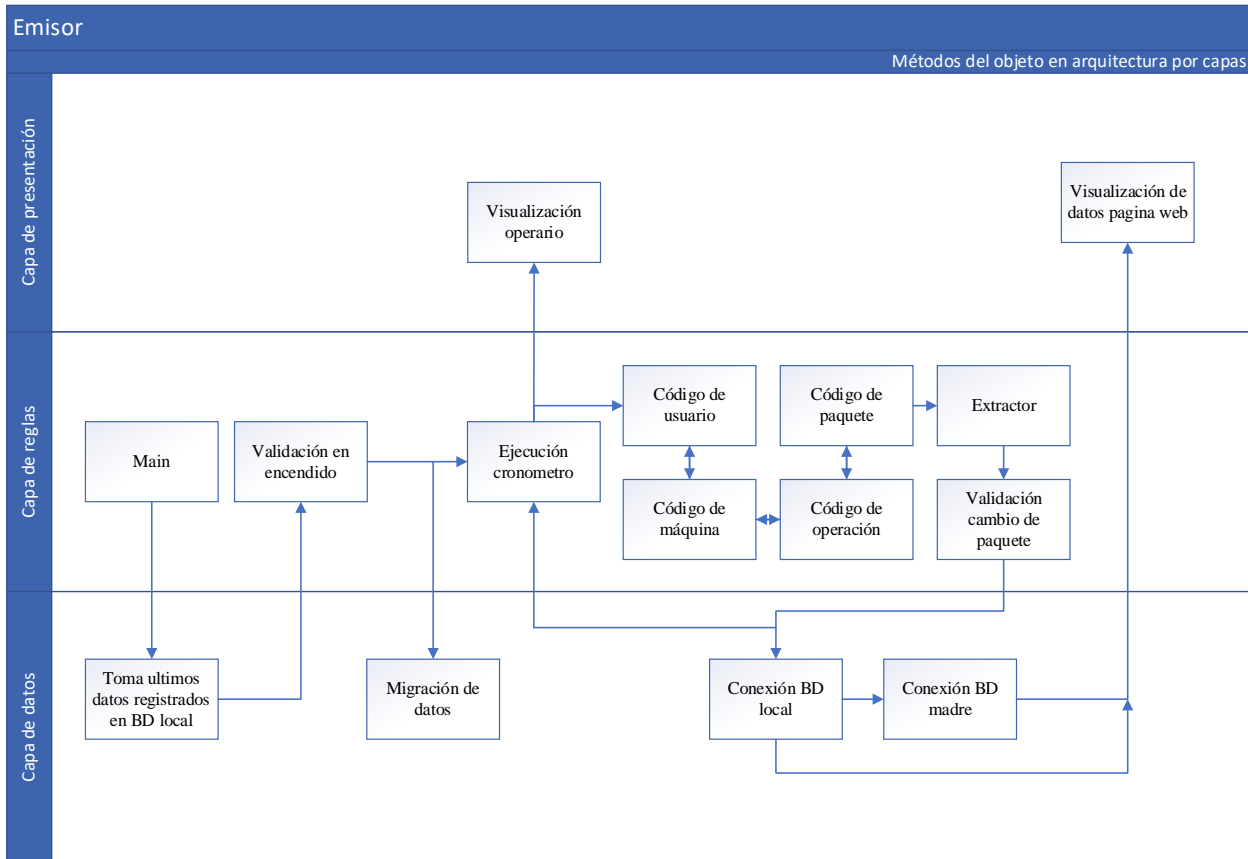 Emisor
Métodos del objeto en arquitectura por capas
Capa de presentación
Visualización
operario
Visualización de
datos pagina web
Capa de reglas
Main
Validación en
encendido
Ejecución
cronometro
Código de
usuario
Código de
paquete
Extractor
Código de
máquina
Código de
operación
Validación
cambio de
paquete
Capa de datos
Toma ultimos
datos registrados
en BD local
Migración de
datos
Conexión BD
local
Conexión BD
madre